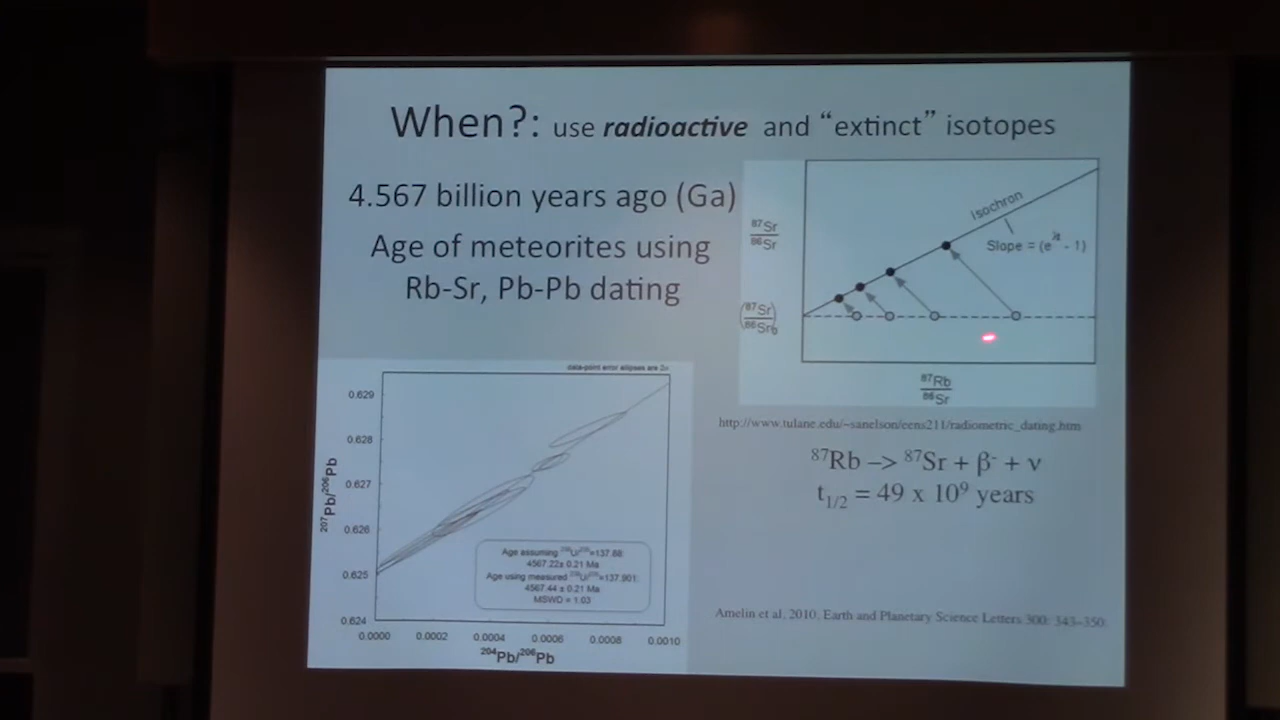 When?: use radioactive and “extinct” isotopes
4.567 billion years ago (Ga)
Age of meteorites using
Rb-Sr, Pb-Pb dating
87Sr
86Sr
Isochron
Slope = (eλt - 1)
(87Sr)
(86Sr)0
87Rb
86Sr
http://www.tulane.edu/~sanelson/eens211/radiometric_dating.htm
87Rb –> 87Sr + β- + ν
t1/2 = 49 x 109 years
Amelin et al, 2010, Earth and Planetary Science Letters 300: 343–350
data-point error ellipses are 2σ
0.629
0.628
0.627
0.626
0.625
0.624
207Pb/206Pb
Age assuming 238U/235U=137.88:
4567.22± 0.21 Ma
Age using measured 238U/235U=137.901:
4567.44 ± 0.21 Ma
MSWD = 1.03
0.0000 0.0002 0.0004 0.0006 0.0008 0.0010
204Pb/206Pb